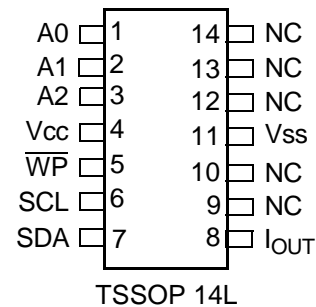 A0 1 14 NC
A1 2 13 NC
A2 3 12 NC
Vcc 4 11 Vss
W̅P̅ 5 10 NC
SCL 6 9 NC
SDA 7 8 IOUT
TSSOP 14L